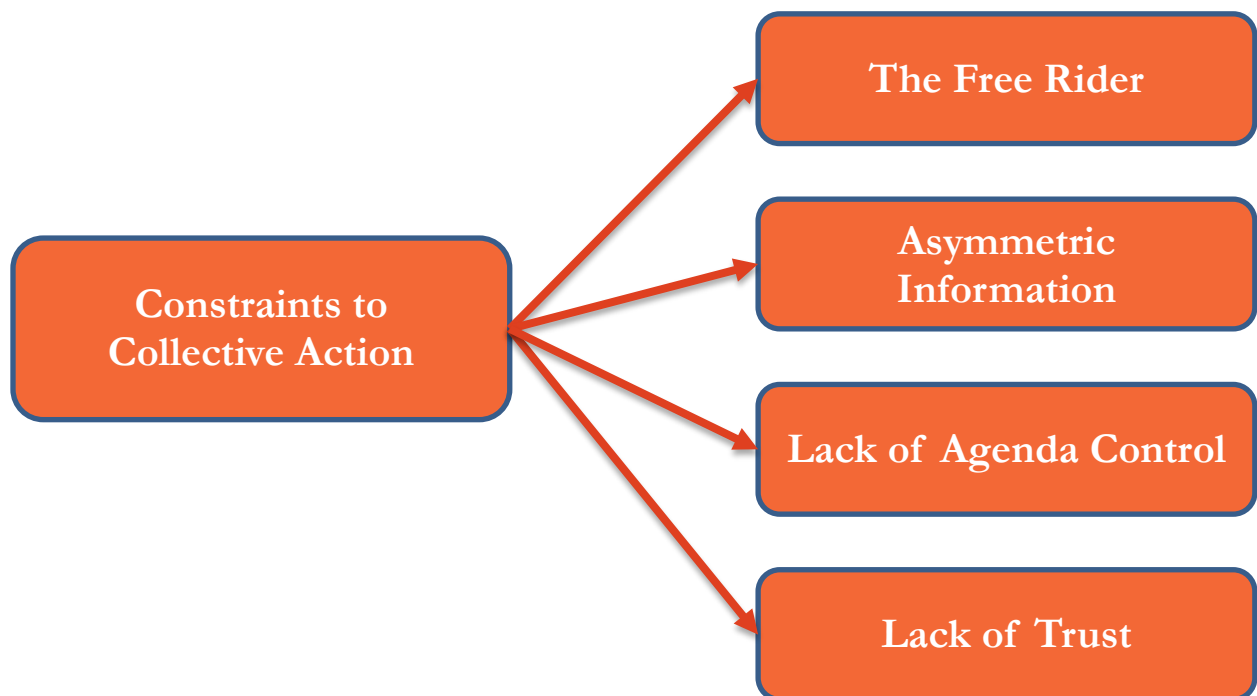 The Free Rider
Asymmetric
Information
Constraints to
Collective Action
Lack of Agenda Control
Lack of Trust